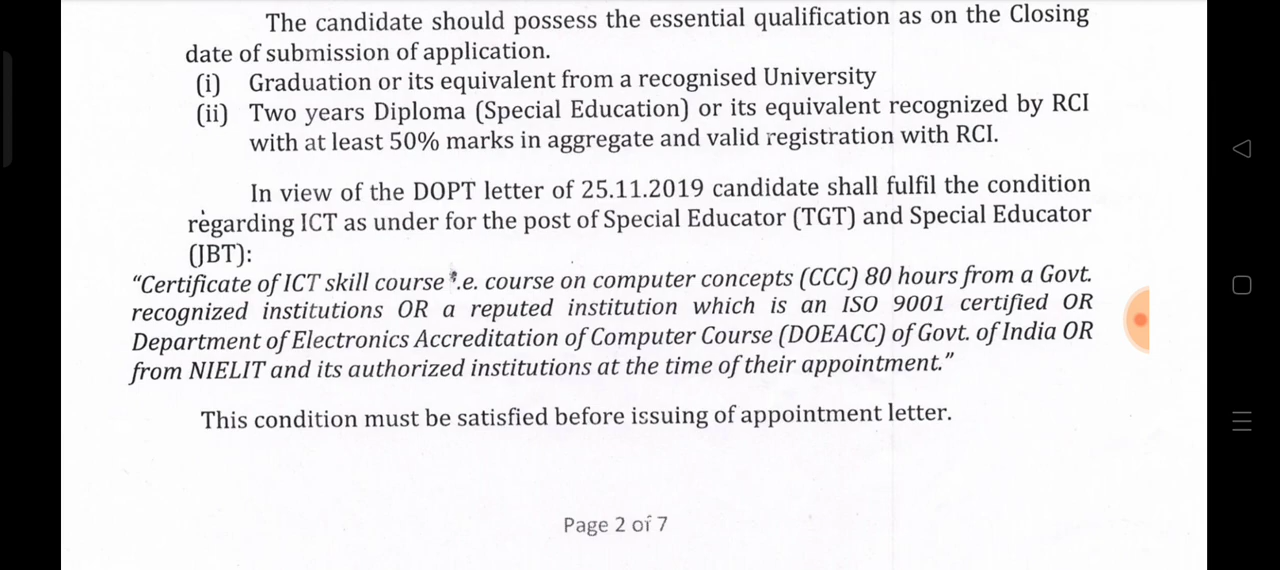 The candidate should possess the essential qualification as on the Closing
date of submission of application.
(i) Graduation or its equivalent from a recognised University
(ii) Two years Diploma (Special Education) or its equivalent recognized by RCI
with at least 50% marks in aggregate and valid registration with RCI.
In view of the DOPT letter of 25.11.2019 candidate shall fulfil the condition
regarding ICT as under for the post of Special Educator (TGT) and Special Educator
(JBT):
“Certificate of ICT skill course i.e. course on computer concepts (CCC) 80 hours from a Govt.
recognized institutions OR a reputed institution which is an ISO 9001 certified OR
Department of Electronics Accreditation of Computer Course (DOEACC) of Govt. of India OR
from NIELIT and its authorized institutions at the time of their appointment.”
This condition must be satisfied before issuing of appointment letter.
Page 2 of 7